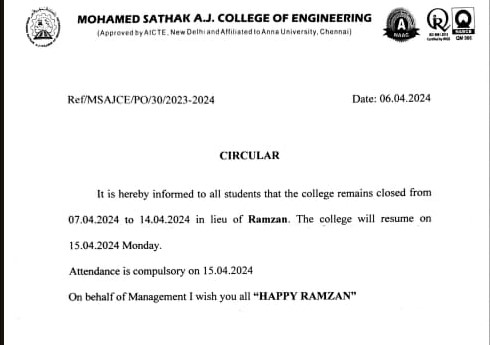 MOHAMED SATHAK A.J. COLLEGE OF ENGINEERING
(Approved by AICTE, New Delhi and Affiliated to Anna University, Chennai)
A
NAAC
Ref/MSAJCE/PO/30/2023-2024 Date: 06.04.2024
CIRCULAR
It is hereby informed to all students that the college remains closed from
07.04.2024 to 14.04.2024 in lieu of Ramzan. The college will resume on
15.04.2024 Monday.
Attendance is compulsory on 15.04.2024
On behalf of Management I wish you all “HAPPY RAMZAN”